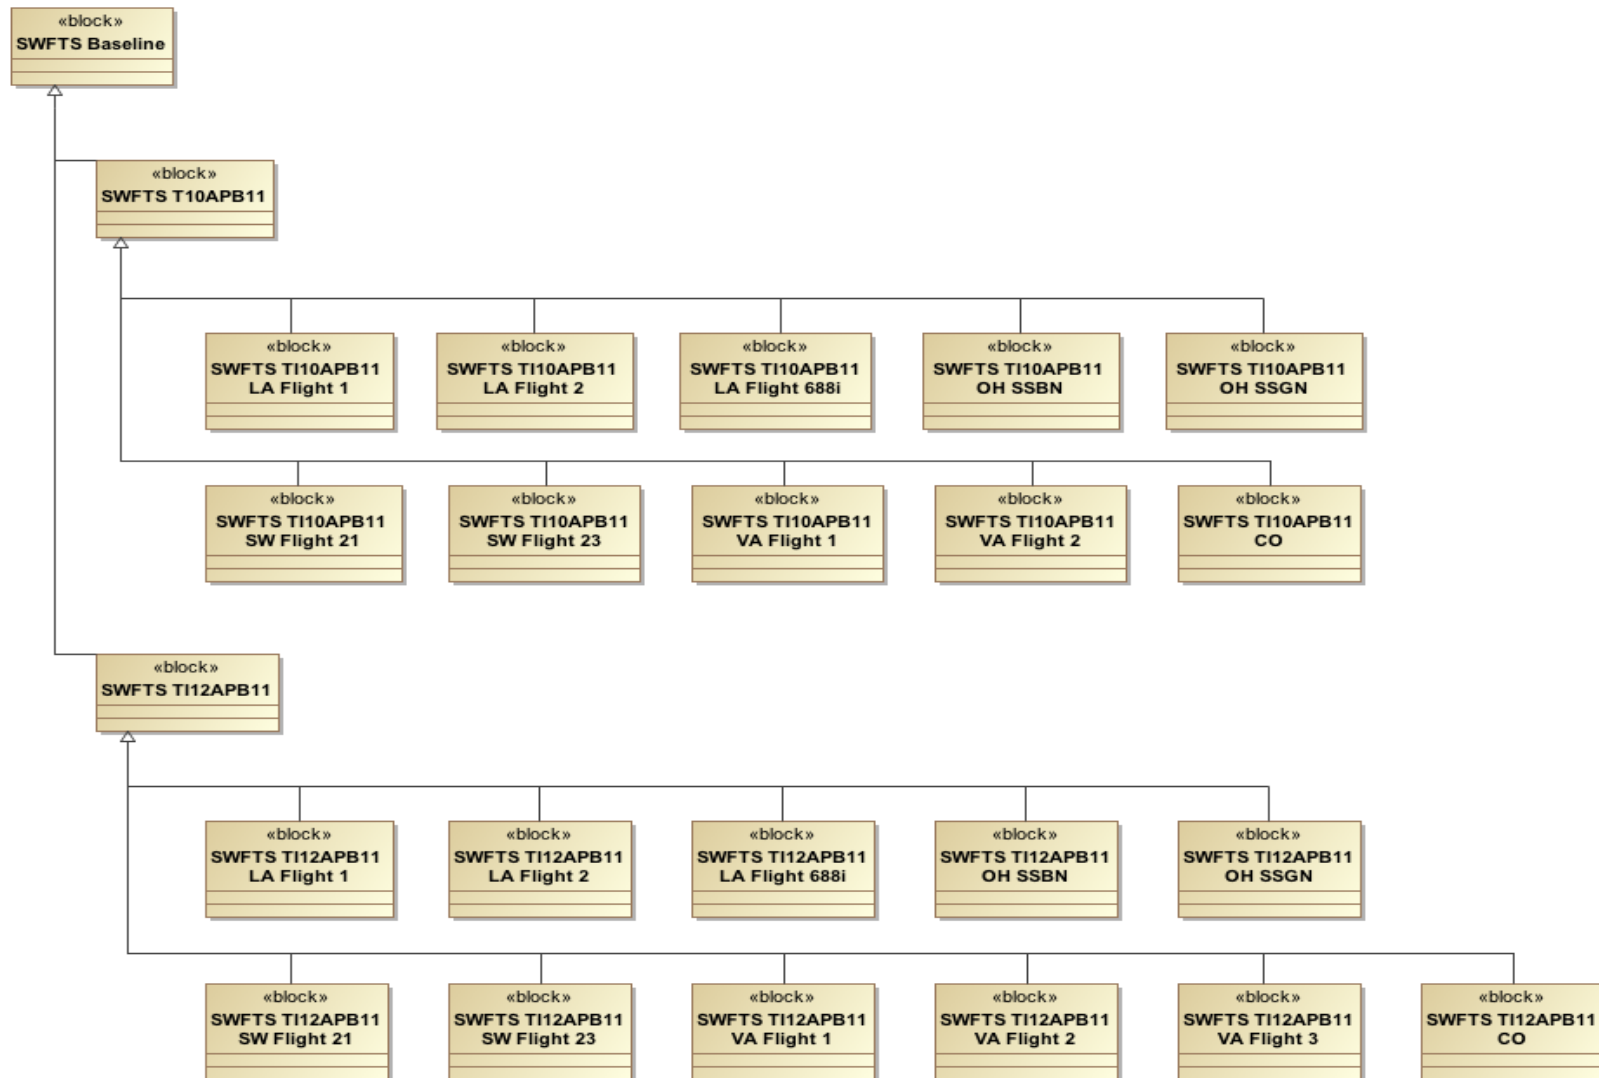 «block»
SWFTS Baseline
«block»
SWFTS T10APB11
«block»
SWFTS TI10APB11
LA Flight 1
«block»
SWFTS TI10APB11
LA Flight 2
«block»
SWFTS TI10APB11
LA Flight 688i
«block»
SWFTS TI10APB11
OH SSBN
«block»
SWFTS TI10APB11
OH SSGN
«block»
SWFTS TI10APB11
SW Flight 21
«block»
SWFTS TI10APB11
SW Flight 23
«block»
SWFTS TI10APB11
VA Flight 1
«block»
SWFTS TI10APB11
VA Flight 2
«block»
SWFTS TI10APB11
CO
«block»
SWFTS TI12APB11
«block»
SWFTS TI12APB11
LA Flight 1
«block»
SWFTS TI12APB11
LA Flight 2
«block»
SWFTS TI12APB11
LA Flight 688i
«block»
SWFTS TI12APB11
OH SSBN
«block»
SWFTS TI12APB11
OH SSGN
«block»
SWFTS TI12APB11
SW Flight 21
«block»
SWFTS TI12APB11
SW Flight 23
«block»
SWFTS TI12APB11
VA Flight 1
«block»
SWFTS TI12APB11
VA Flight 2
«block»
SWFTS TI12APB11
VA Flight 3
«block»
SWFTS TI12APB11
CO